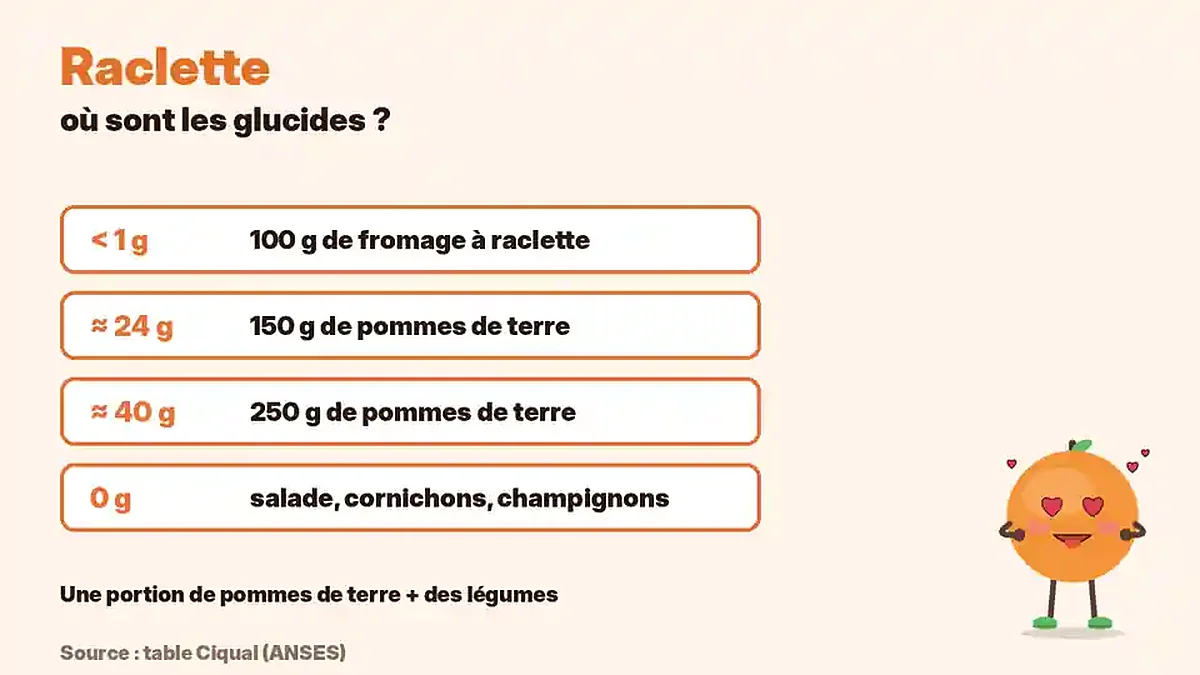 Raclette
où sont les glucides ?
< 1 g 100 g de fromage à raclette
≈ 24 g 150 g de pommes de terre
≈ 40 g 250 g de pommes de terre
0 g salade, cornichons, champignons
Une portion de pommes de terre + des légumes
Source : table Ciqual (ANSES)